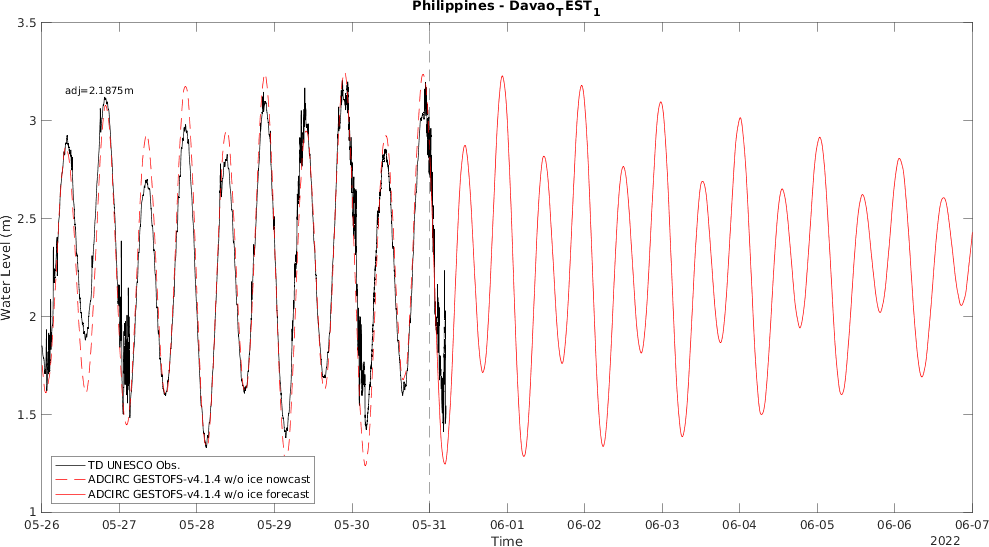 Philippines - Davao_TEST_1
3.5
3
2.5
2
1.5
1
Water Level (m)
adj=2.1875m
TD UNESCO Obs.
ADCIRC GESTOFS-v4.1.4 w/o ice nowcast
ADCIRC GESTOFS-v4.1.4 w/o ice forecast
05-26 05-27 05-28 05-29 05-30 05-31 06-01 06-02 06-03 06-04 06-05 06-06 06-07
Time
2022